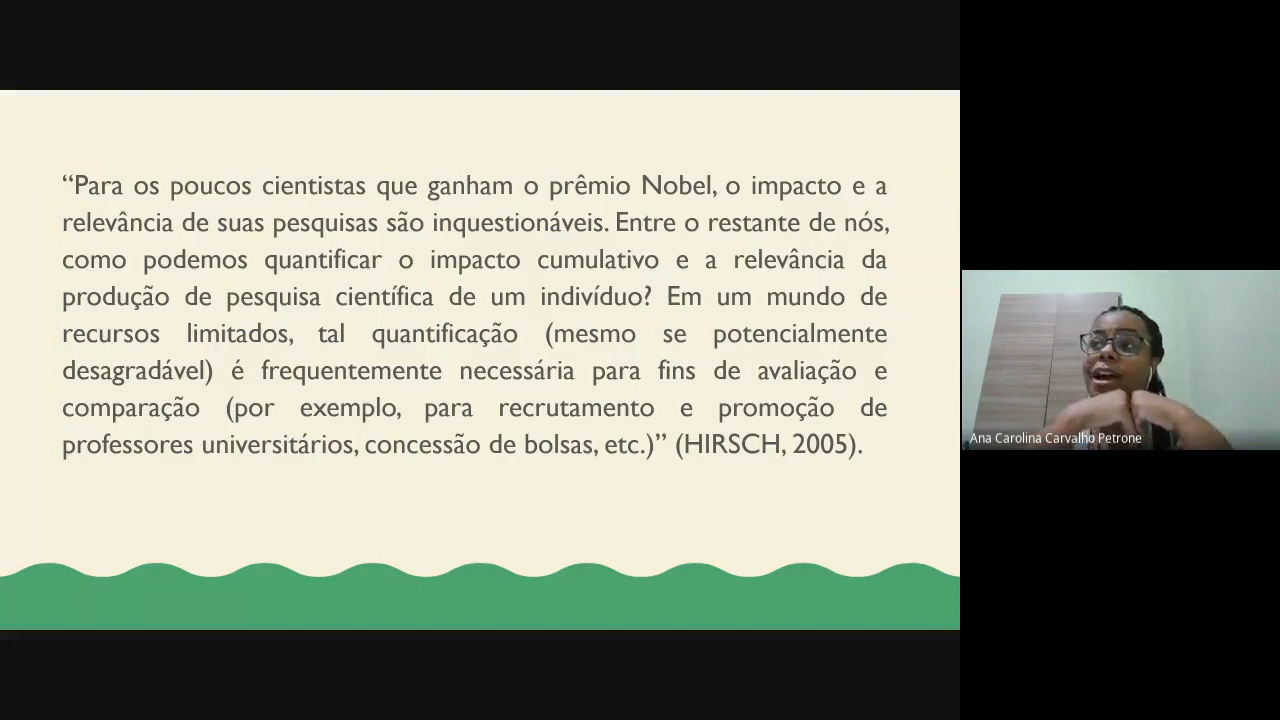 “Para os poucos cientistas que ganham o prêmio Nobel, o impacto e a
relevância de suas pesquisas são inquestionáveis. Entre o restante de nós,
como podemos quantificar o impacto cumulativo e a relevância da
produção de pesquisa científica de um indivíduo? Em um mundo de
recursos limitados, tal quantificação (mesmo se potencialmente
desagradável) é frequentemente necessária para fins de avaliação e
comparação (por exemplo, para recrutamento e promoção de
professores universitários, concessão de bolsas, etc.)” (HIRSCH, 2005).
Ana Carolina Carvalho Petrone